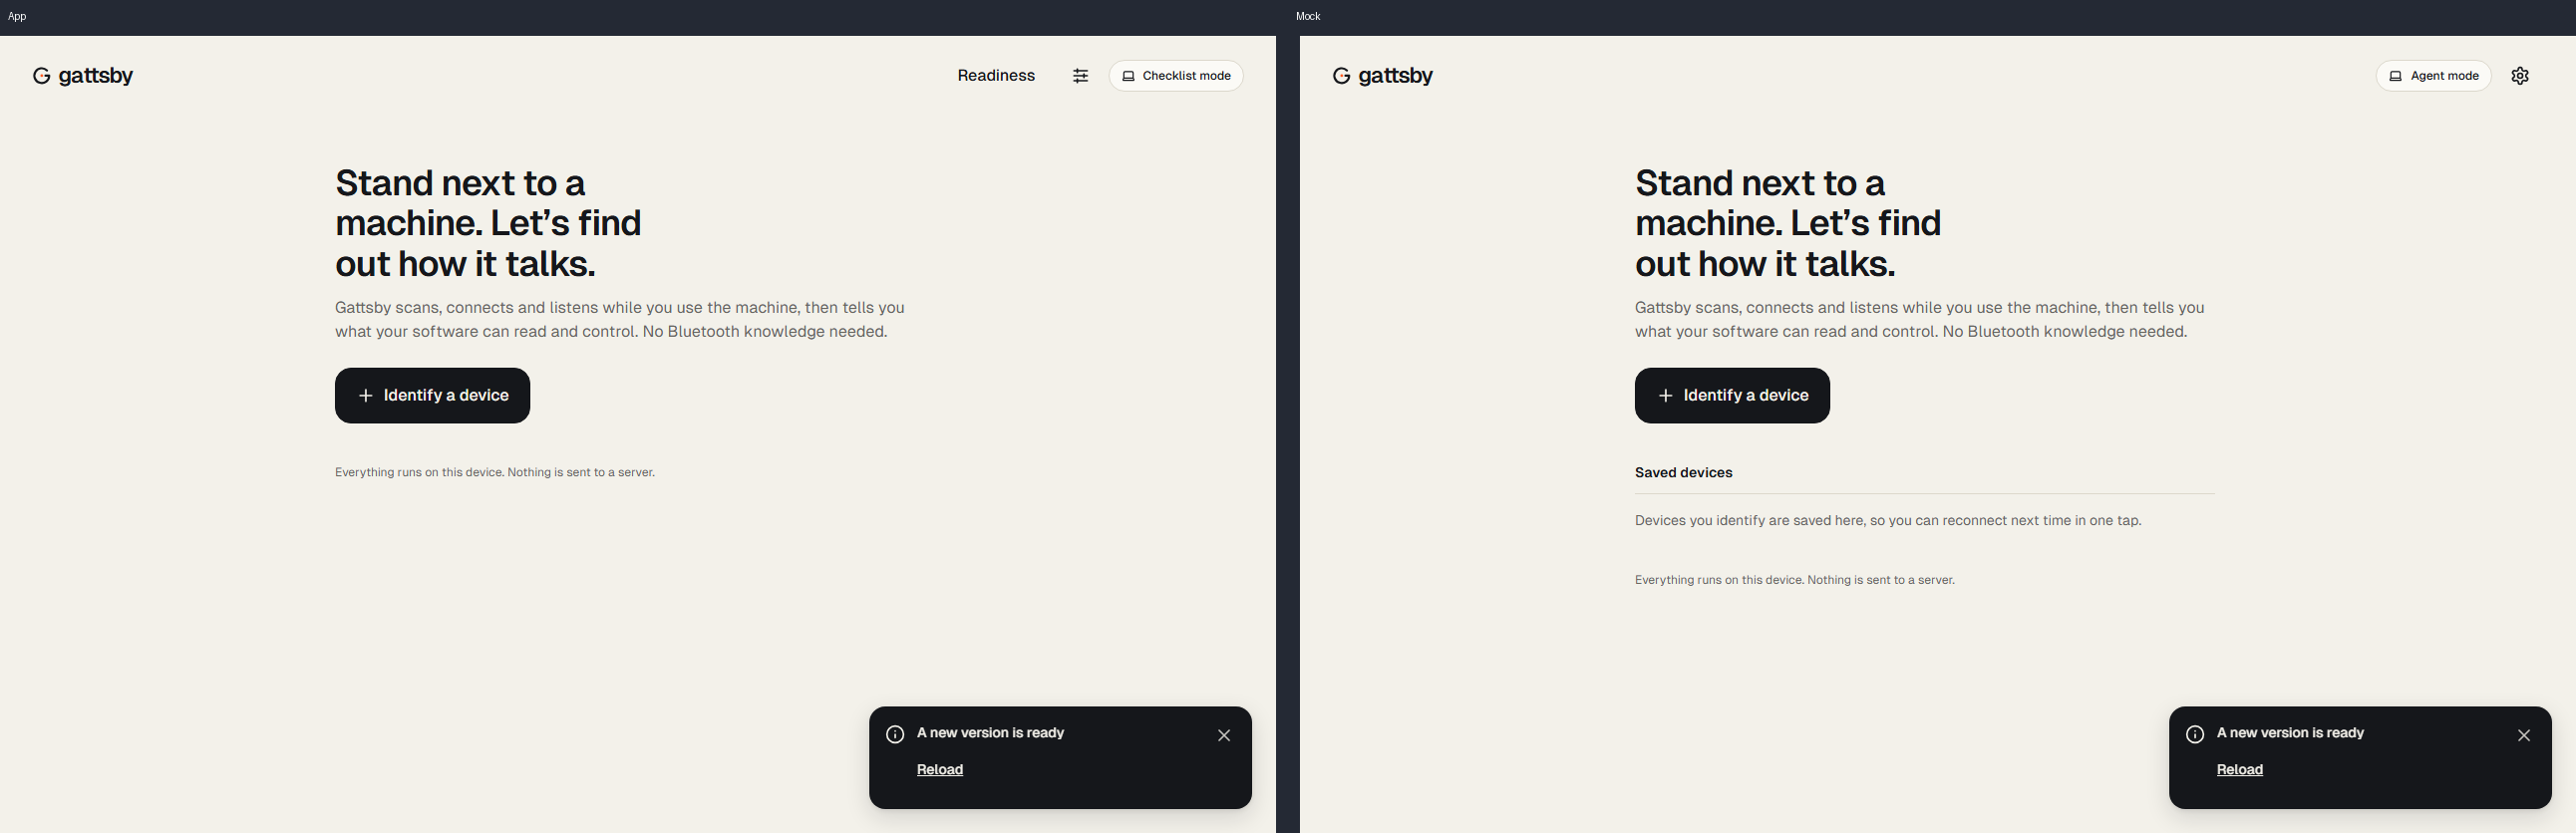 App
gattsby
Readiness
Checklist mode
Stand next to a
machine. Let’s find
out how it talks.
Gattsby scans, connects and listens while you use the machine, then tells you
what your software can read and control. No Bluetooth knowledge needed.
Identify a device
Everything runs on this device. Nothing is sent to a server.
A new version is ready
Reload
Mock
gattsby
Agent mode
Stand next to a
machine. Let’s find
out how it talks.
Gattsby scans, connects and listens while you use the machine, then tells you
what your software can read and control. No Bluetooth knowledge needed.
Identify a device
Saved devices
Devices you identify are saved here, so you can reconnect next time in one tap.
Everything runs on this device. Nothing is sent to a server.
A new version is ready
Reload